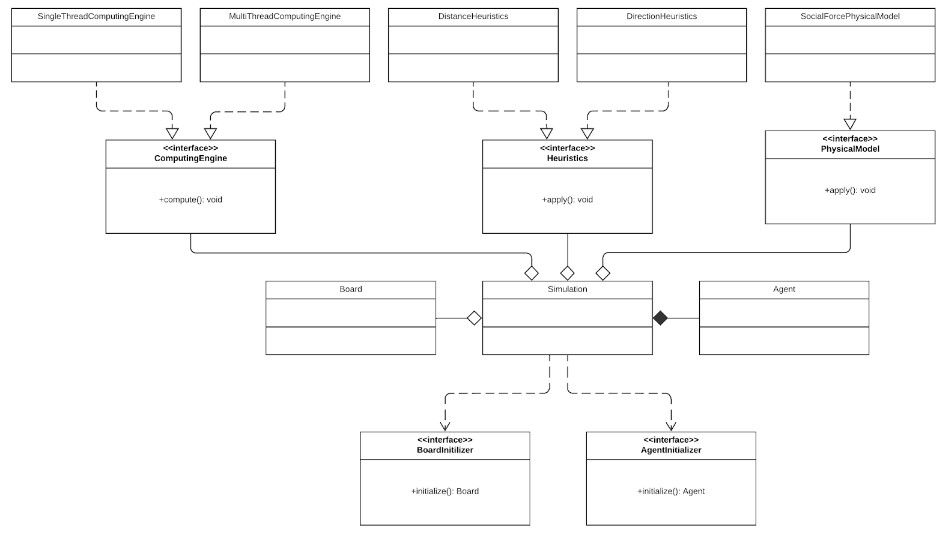 SingleThreadComputingEngine
MultiThreadComputingEngine
DistanceHeuristics
DirectionHeuristics
SocialForcePhysicalModel
<<interface>>
ComputingEngine
+compute(): void
<<interface>>
Heuristics
+apply(): void
<<interface>>
PhysicalModel
+apply(): void
Board
Simulation
Agent
<<interface>>
BoardInitilizer
+initialize(): Board
<<interface>>
AgentInitializer
+initialize(): Agent